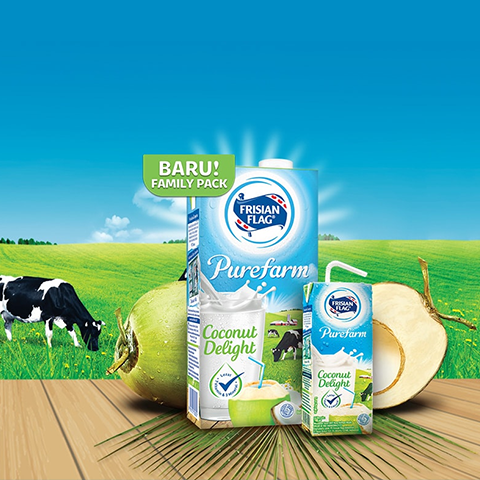 BARU!
FAMILY PACK
FRISIAN
FLAG®
Purefarm
Coconut
Delight
FRISIAN
FLAG
Purefarm
Coconut
Delight